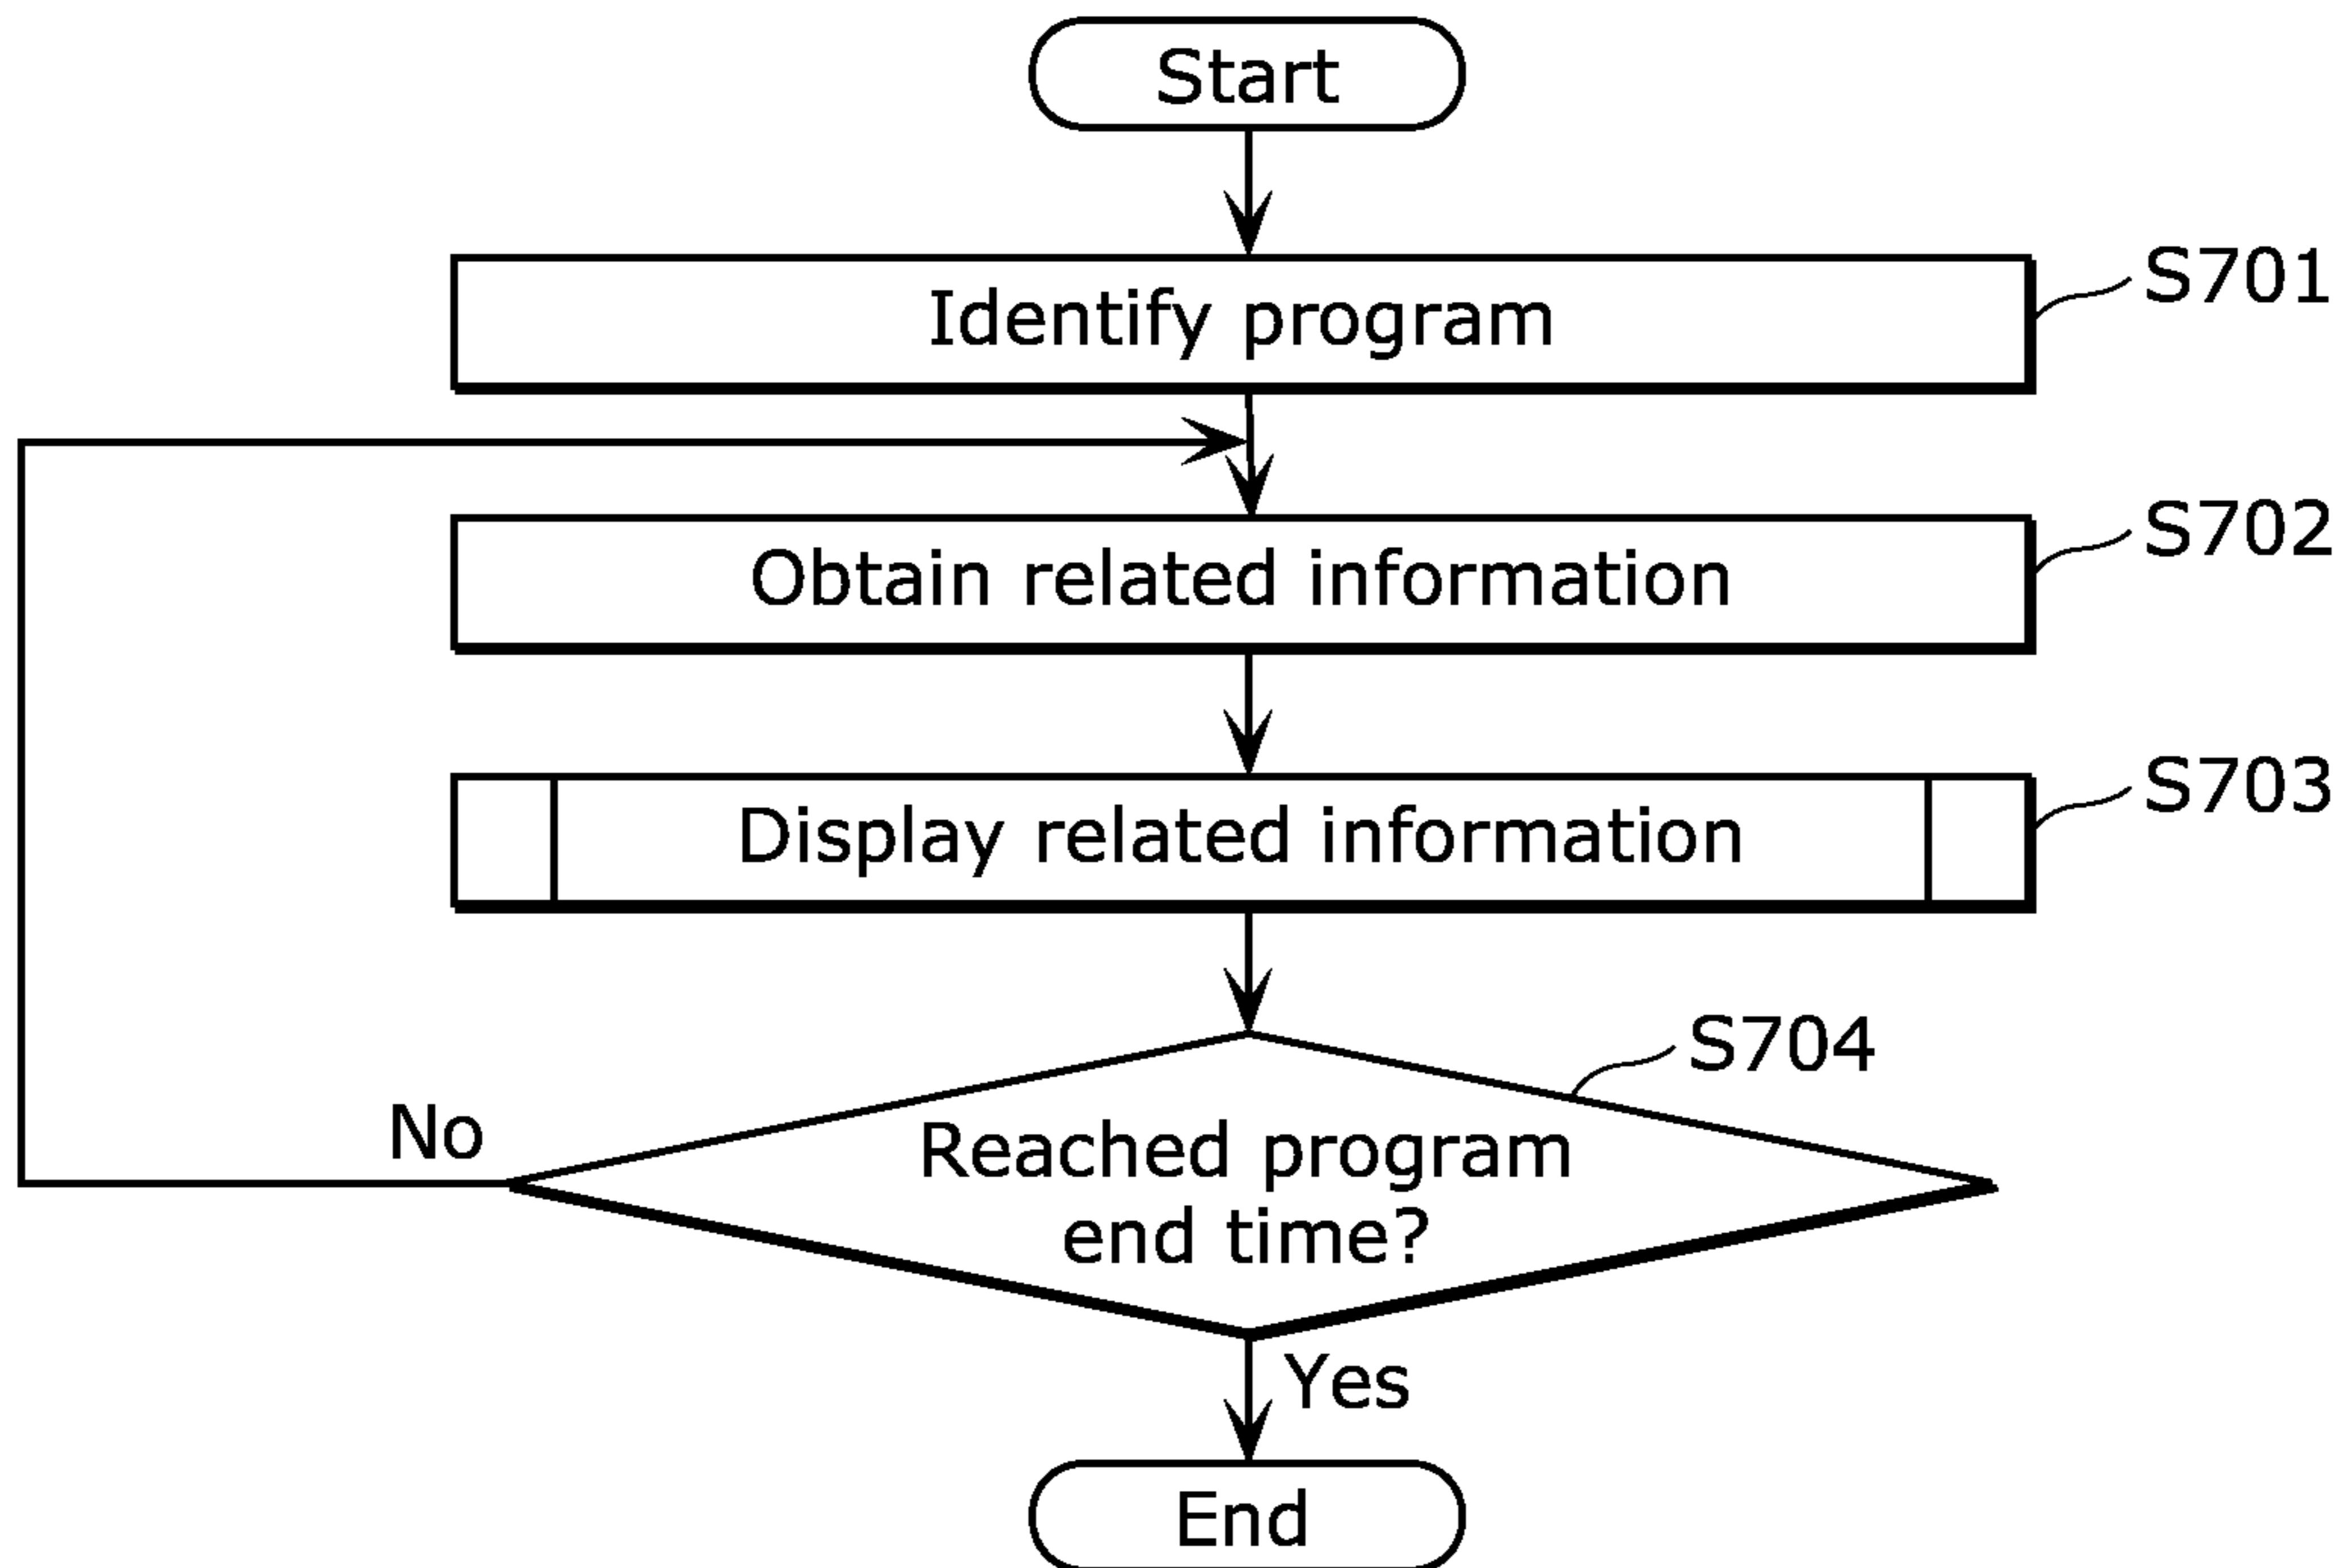 Start
Identify program
S701
Obtain related information
S702
Display related information
S703
S704
Reached program
end time?
No
Yes
End